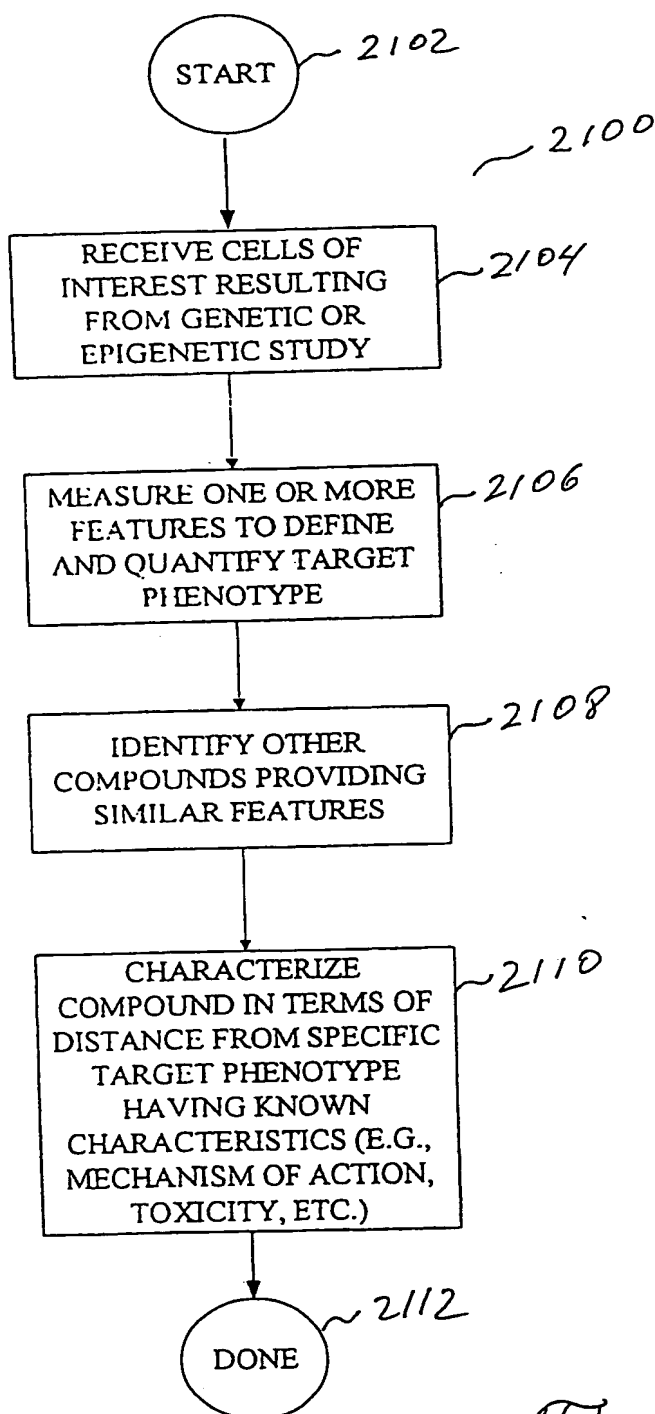 START
2102
2100
RECEIVE CELLS OF
INTEREST RESULTING
FROM GENETIC OR
EPIGENETIC STUDY
2104
MEASURE ONE OR MORE
FEATURES TO DEFINE
AND QUANTIFY TARGET
PHENOTYPE
2106
IDENTIFY OTHER
COMPOUNDS PROVIDING
SIMILAR FEATURES
2108
CHARACTERIZE
COMPOUND IN TERMS OF
DISTANCE FROM SPECIFIC
TARGET PHENOTYPE
HAVING KNOWN
CHARACTERISTICS (E.G.,
MECHANISM OF ACTION,
TOXICITY, ETC.)
2110
DONE
2112